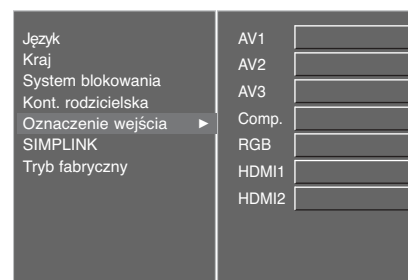 Język
Kraj
System blokowania
Kont. rodzicielska
Oznaczenie wejścia ►
SIMPLINK
Tryb fabryczny
AV1
AV2
AV3
Comp.
RGB
HDMI1
HDMI2